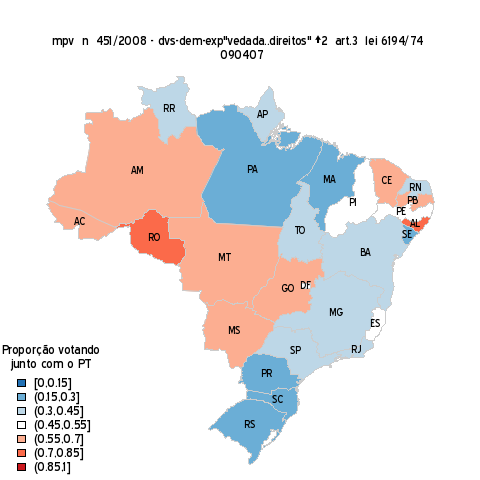 mpv n 451/2008 - dvs-dem-exp"vedada..direitos" †2 art.3 lei 6194/74
090407
RR
AP
AM
PA
MA
CE
RN
PI
PB
PE
AC
AL
RO
TO
SE
BA
MT
GO
DF
MG
ES
MS
SP
RJ
PR
SC
RS
Proporção votando
junto com o PT
[0,0.15]
(0.15,0.3]
(0.3,0.45]
(0.45,0.55]
(0.55,0.7]
(0.7,0.85]
(0.85,1]